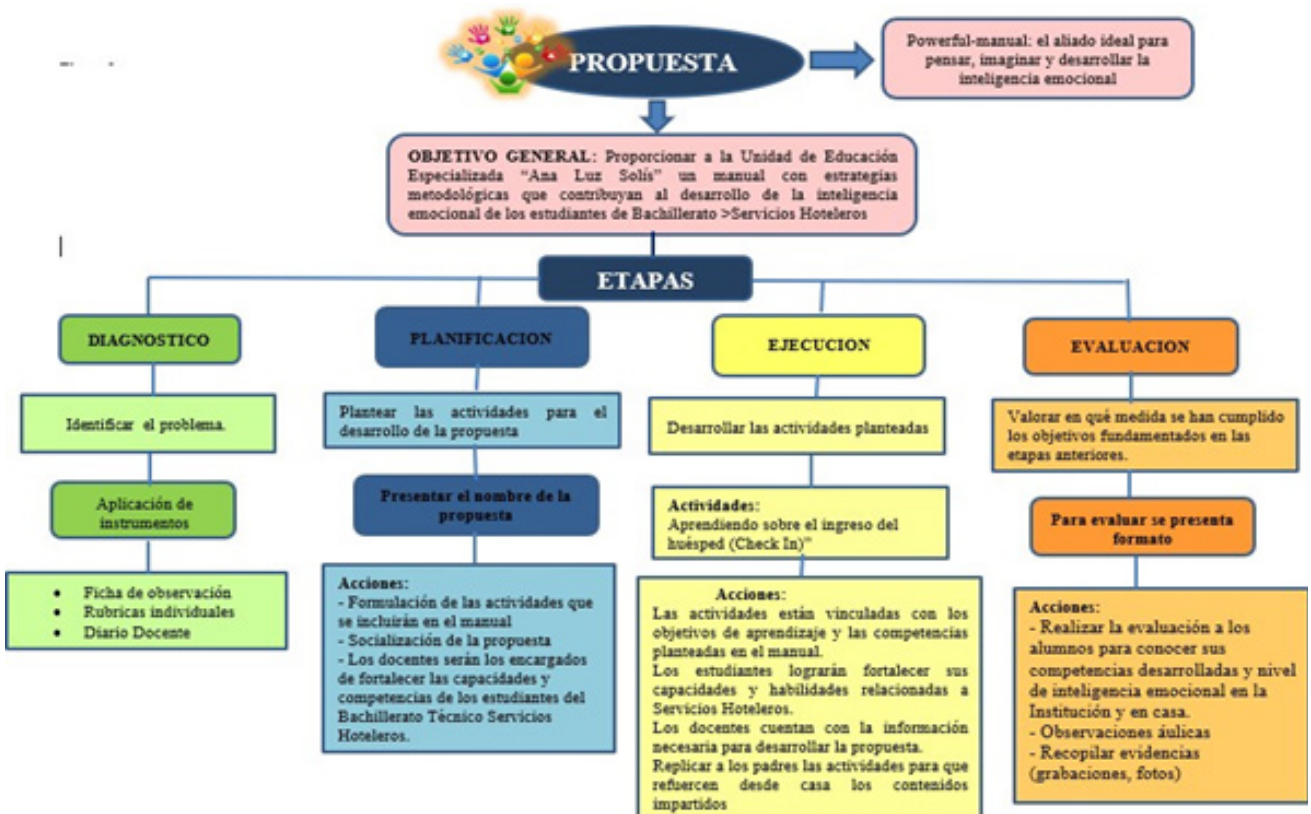 PROPUESTA
Powerful-manual: el aliado ideal para
pensar, imaginar y desarrollar la
inteligencia emocional
OBJETIVO GENERAL: Proporcionar a la Unidad de Educación
Especializada "Ana Luz Solís" un manual con estrategias
metodológicas que contribuyan al desarrollo de la inteligencia
emocional de los estudiantes de Bachillerato >Servicios Hoteleros
ETAPAS
DIAGNOSTICO
Identificar el problema.
Aplicación de
instrumentos
• Ficha de observación
• Rubricas individuales
• Diario Docente
PLANIFICACION
Plantear las actividades para el
desarrollo de la propuesta
Presentar el nombre de la
propuesta
Acciones:
- Formulación de las actividades que
se incluirán en el manual
- Socialización de la propuesta
- Los docentes serán los encargados
de fortalecer las capacidades y
competencias de los estudiantes del
Bachillerato Técnico Servicios
Hoteleros.
EJECUCION
Desarrollar las actividades planteadas
Actividades:
Aprendiendo sobre el ingreso del
huésped (Check In)"
Acciones:
Las actividades están vinculadas con los
objetivos de aprendizaje y las competencias
planteadas en el manual.
Los estudiantes lograrán fortalecer sus
capacidades y habilidades relacionadas a
Servicios Hoteleros.
Los docentes cuentan con la información
necesaria para desarrollar la propuesta.
Replicar a los padres las actividades para que
refuercen desde casa los contenidos
impartidos
EVALUACION
Valorar en qué medida se han cumplido
los objetivos fundamentados en las
etapas anteriores.
Para evaluar se presenta
formato
Acciones:
- Realizar la evaluación a los
alumnos para conocer sus
competencias desarrolladas y nivel
de inteligencia emocional en la
Institución y en casa.
- Observaciones áulicas
- Recopilar evidencias
(grabaciones, fotos)